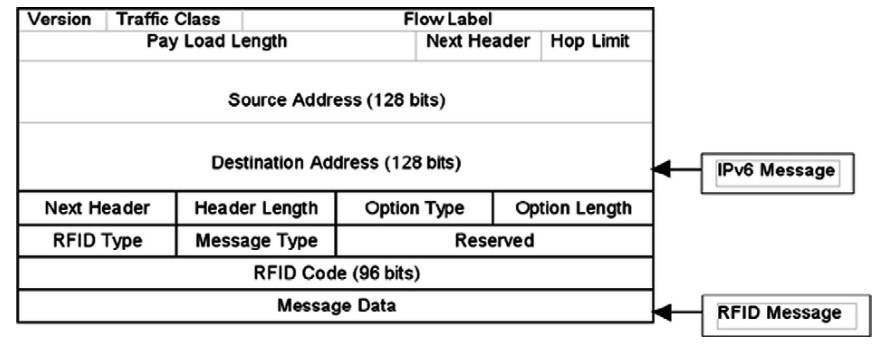 Version Traffic Class Flow Label
Pay Load Length Next Header Hop Limit
Source Address (128 bits)
Destination Address (128 bits)
IPv6 Message
Next Header Header Length Option Type Option Length
RFID Type Message Type Reserved
RFID Code (96 bits)
Message Data
RFID Message